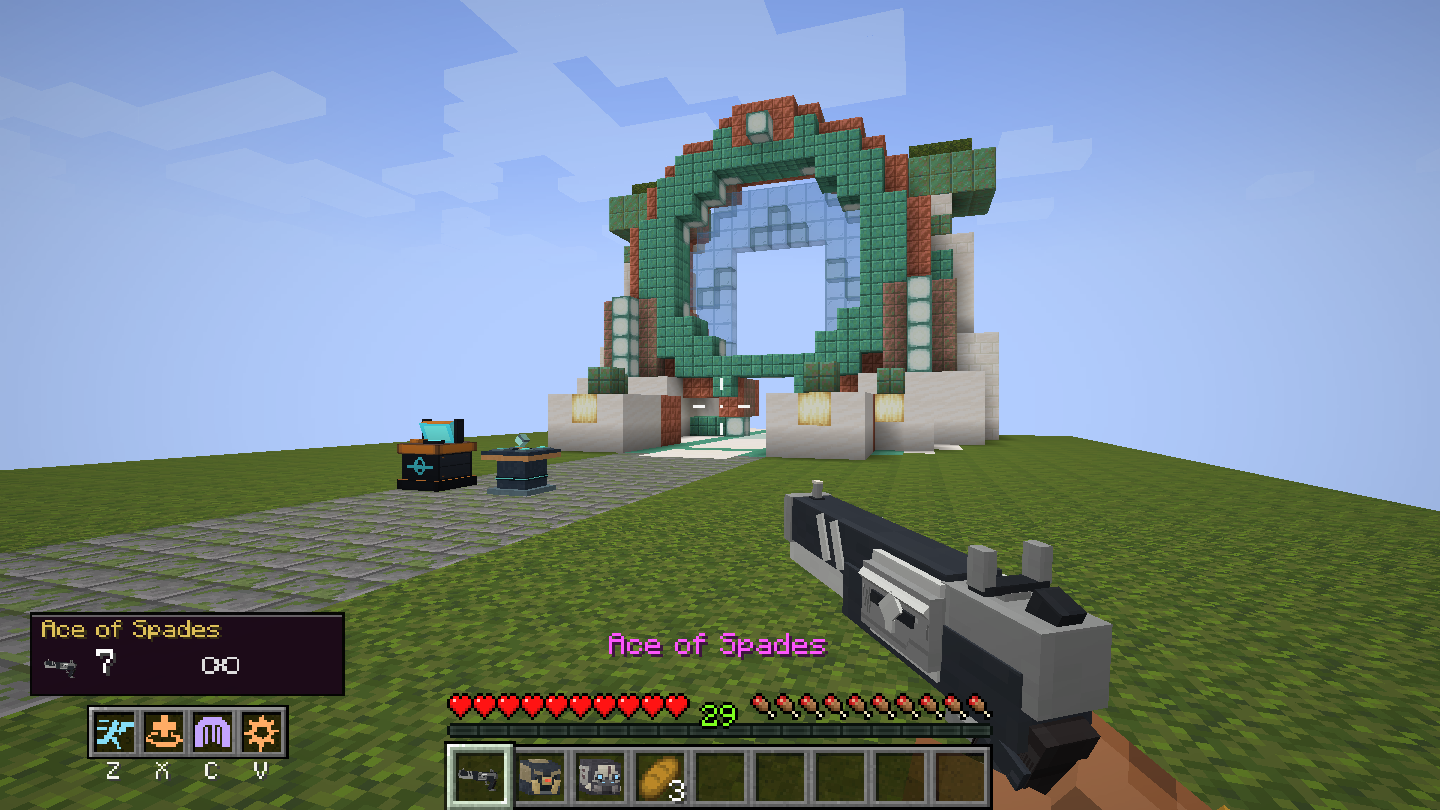 Ace of Spades
7 ∞
Ace of Spades
29
Z X C V
3